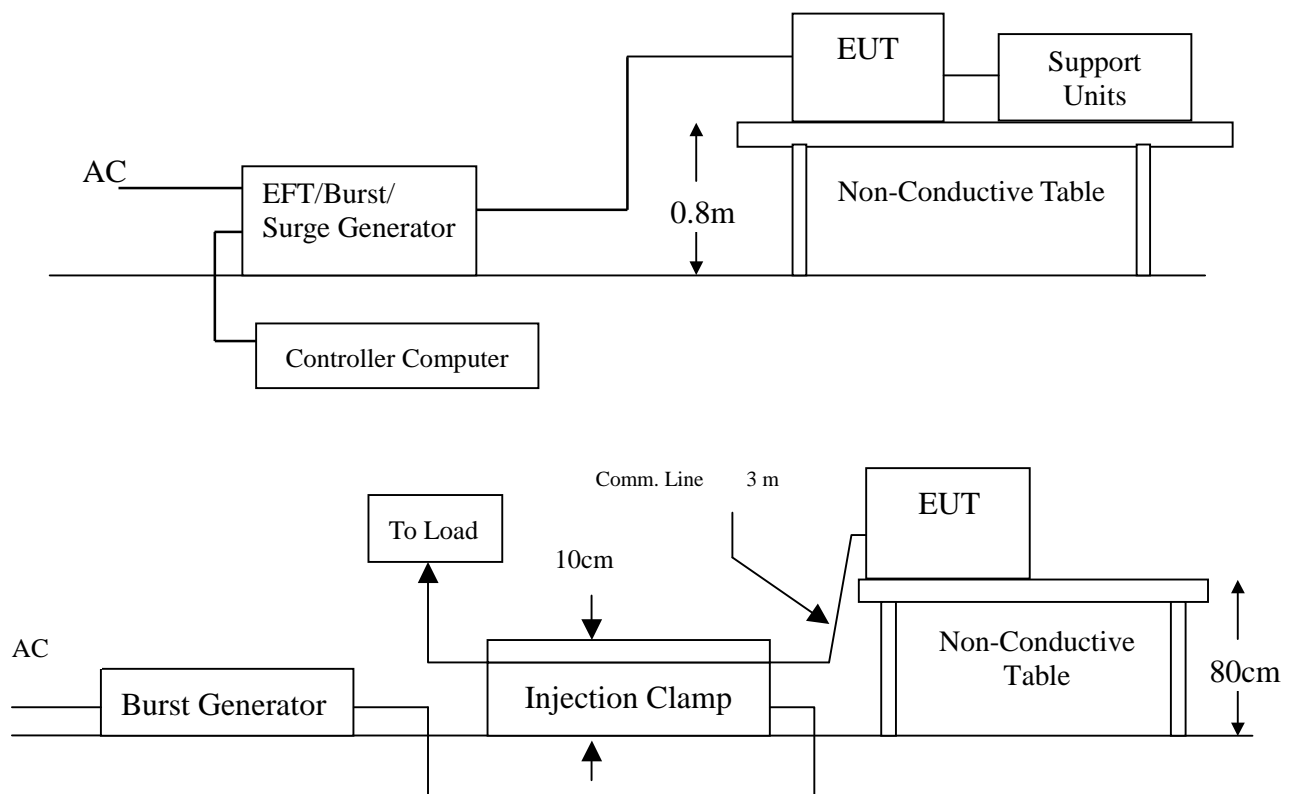 EUT
Support
Units
AC
EFT/Burst/
Surge Generator
0.8m
Non-Conductive Table
Controller Computer
Comm. Line 3 m
EUT
To Load
10cm
AC
Non-Conductive
Table
80cm
Burst Generator
Injection Clamp